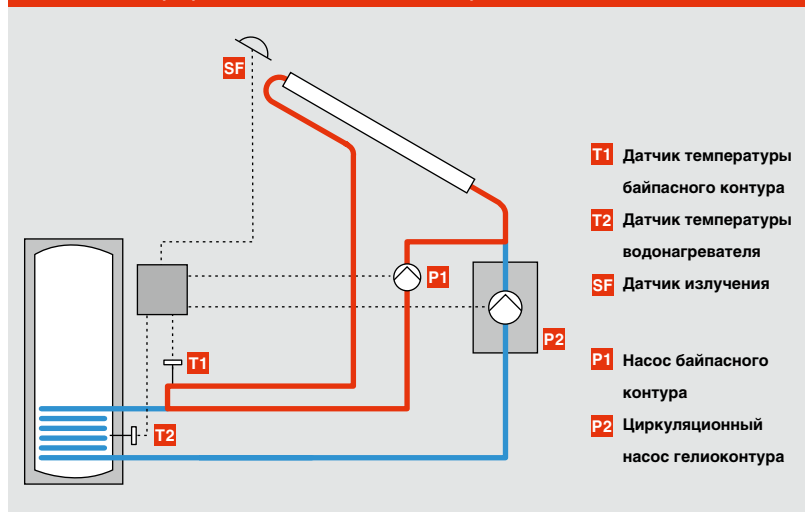 SF
T1 Датчик температуры
байпасного контура
T2 Датчик температуры
водонагревателя
SF Датчик излучения
P1
P2
T1
P1 Насос байпасного
контура
T2
P2 Циркуляционный
насос гелиоконтура